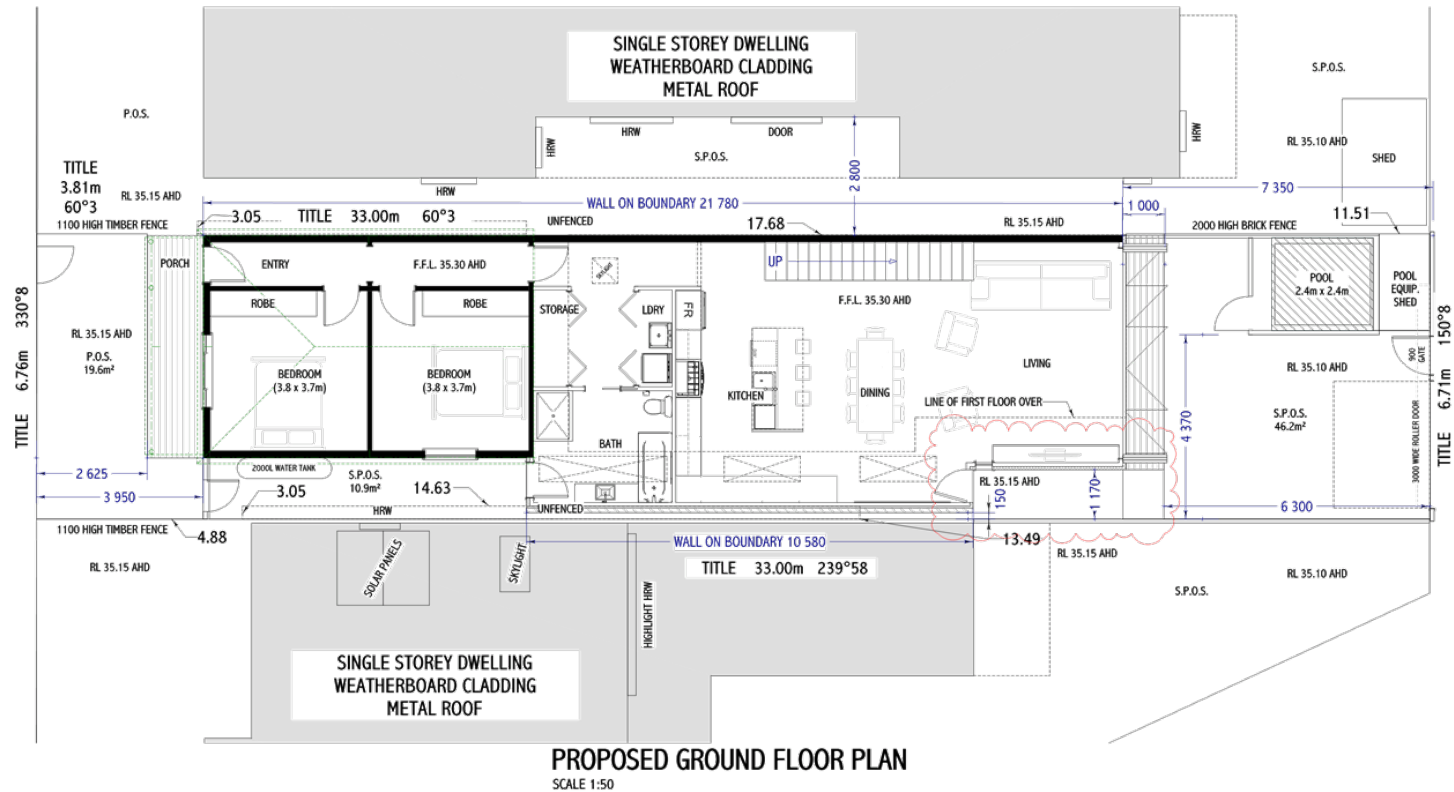 SINGLE STOREY DWELLING
WEATHERBOARD CLADDING
METAL ROOF
S.P.O.S.
P.O.S.
HRW
DOOR
HRW
HRW
S.P.O.S.
2 800
RL 35.10 AHD
SHED
TITLE
3.81m
60°3
RL 35.15 AHD
HRW
7 350
WALL ON BOUNDARY 21 780
1 000
1100 HIGH TIMBER FENCE
3.05
TITLE 33.00m 60°3
UNFENCED
17.68
RL 35.15 AHD
2000 HIGH BRICK FENCE
11.51
PORCH
ENTRY
F.F.L. 35.30 AHD
SKYLIGHT
UP
F.F.L. 35.30 AHD
POOL
2.4m x 2.4m
POOL
EQUIP.
SHED
ROBE
ROBE
STORAGE
LDRY
FR
TITLE 6.76m 330°8
RL 35.15 AHD
P.O.S.
19.6m²
BEDROOM
(3.8 x 3.7m)
BEDROOM
(3.8 x 3.7m)
KITCHEN
DINING
LIVING
LINE OF FIRST FLOOR OVER
RL 35.15 AHD
900
GATE
TITLE 6.71m 150°8
4 370
S.P.O.S.
46.2m²
3000 WIDE ROLLER DOOR
BATH
2 625
3 950
2000L WATER TANK
S.P.O.S.
10.9m²
3.05
14.63
HRW
UNFENCED
RL 35.15 AHD
150
1 170
6 300
1100 HIGH TIMBER FENCE
4.88
WALL ON BOUNDARY 10 580
13.49
RL 35.15 AHD
RL 35.15 AHD
TITLE 33.00m 239°58
RL 35.10 AHD
SOLAR PANELS
SKYLIGHT
HIGHLIGHT HRW
S.P.O.S.
SINGLE STOREY DWELLING
WEATHERBOARD CLADDING
METAL ROOF
PROPOSED GROUND FLOOR PLAN
SCALE 1:50